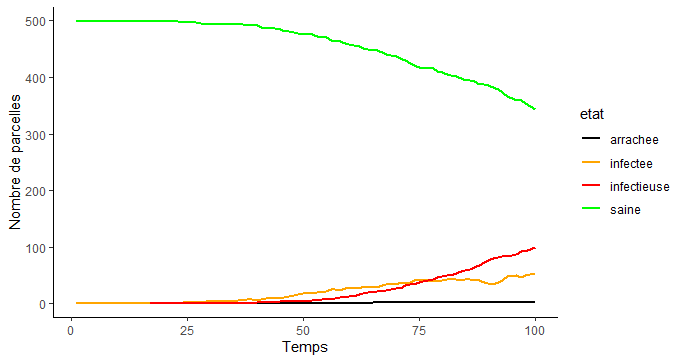 500
400
300
200
100
0
Nombre de parcelles
0 25 50 75 100
Temps
etat
arrachee
infectee
infectieuse
saine